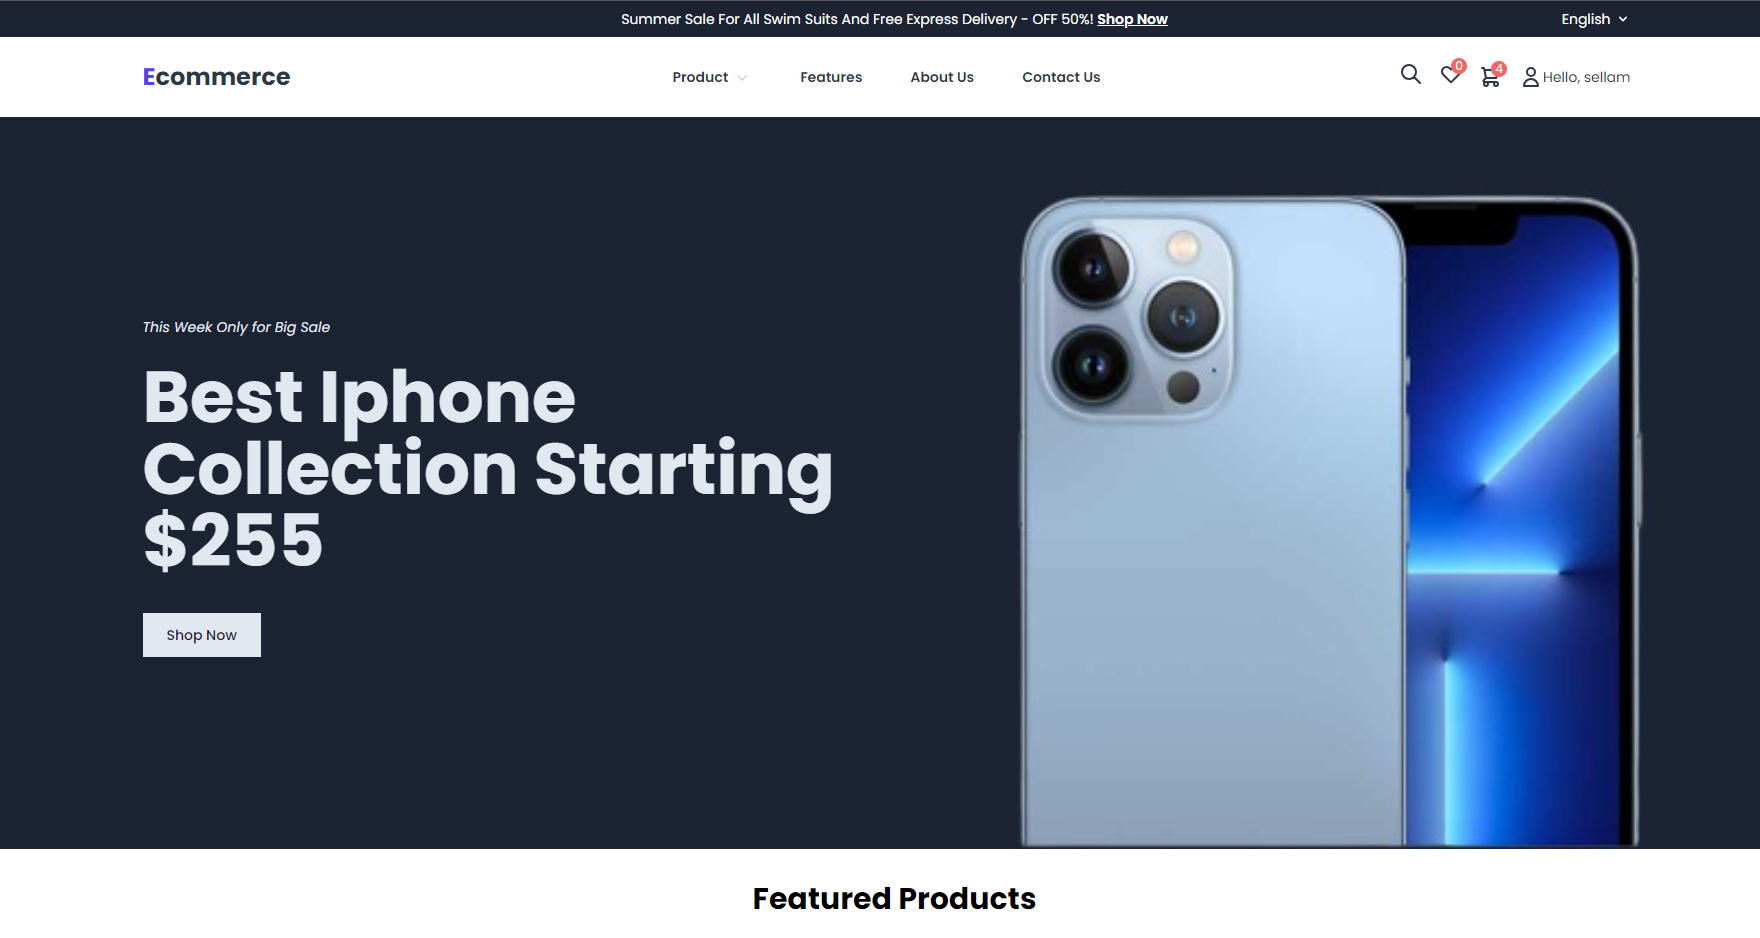 Summer Sale For All Swim Suits And Free Express Delivery - OFF 50%! Shop Now
English
Ecommerce
Product
Features
About Us
Contact Us
0
4
Hello, sellam
This Week Only for Big Sale
Best Iphone
Collection Starting
$255
Shop Now
Featured Products